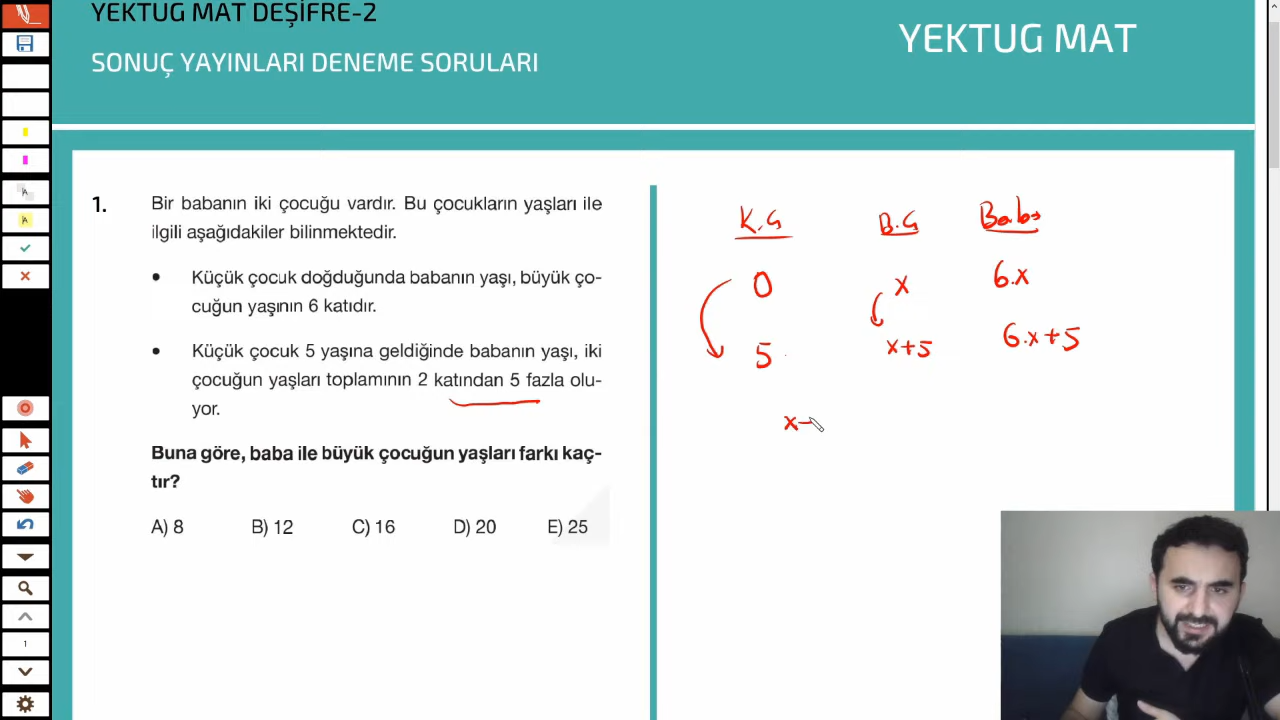 YEKTUG MAT DEŞİFRE-2
SONUÇ YAYINLARI DENEME SORULARI
YEKTUG MAT
1. Bir babanın iki çocuğu vardır. Bu çocukların yaşları ile
ilgili aşağıdakiler bilinmektedir.
• Küçük çocuk doğduğunda babanın yaşı, büyük ço-
cuğun yaşının 6 katıdır.
• Küçük çocuk 5 yaşına geldiğinde babanın yaşı, iki
çocuğun yaşları toplamının 2 katından 5 fazla olu-
yor.
Buna göre, baba ile büyük çocuğun yaşları farkı kaç-
tır?
A) 8 B) 12 C) 16 D) 20 E) 25
K.Ç B.Ç Baba
0 x 6.x
5 x+5 6.x+5
x-
1